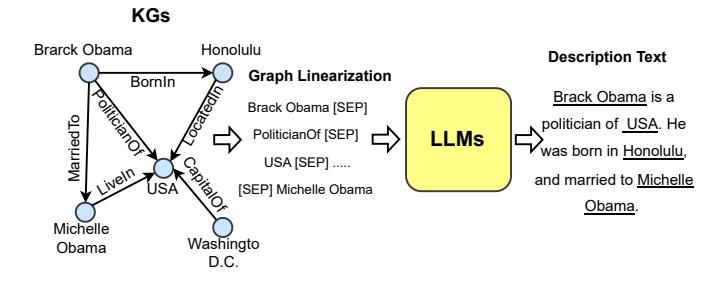 KGs
Brarck Obama
Honolulu
BornIn
PoliticianOf
LocatedIn
MarriedTo
LiveIn
USA
CapitalOf
Michelle
Obama
Washingto
D.C.
Graph Linearization
Brack Obama [SEP]
PoliticianOf [SEP]
USA [SEP] .....
[SEP] Michelle Obama
LLMs
Description Text
Brack Obama is a
politician of USA. He
was born in Honolulu,
and married to Michelle
Obama.